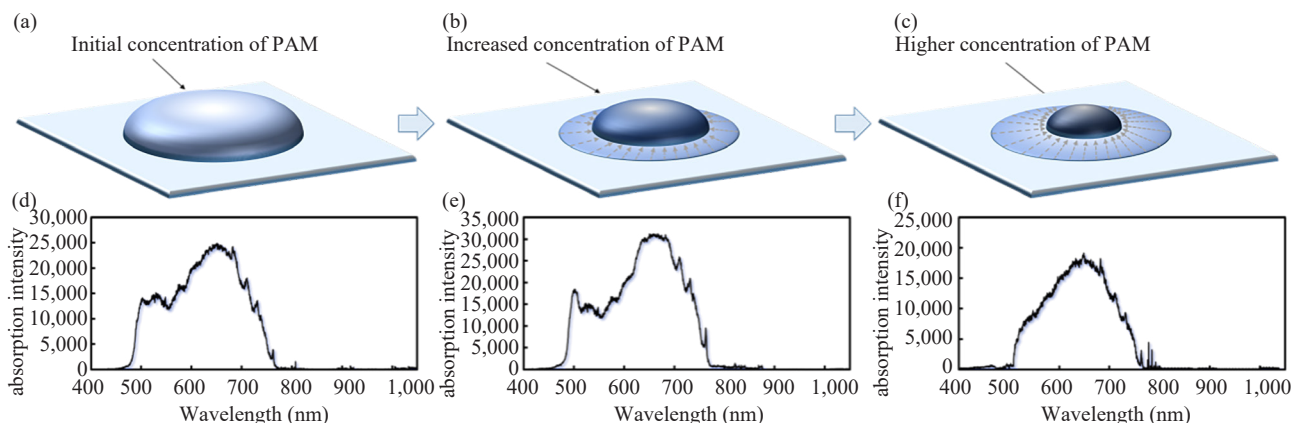 (a)
Initial concentration of PAM
(b)
Increased concentration of PAM
(c)
Higher concentration of PAM
(d)
30,000
25,000
20,000
15,000
10,000
5,000
0
400 500 600 700 800 900 1,000
absorption intensity
Wavelength (nm)
(e)
35,000
30,000
25,000
20,000
15,000
10,000
5,000
0
400 500 600 700 800 900 1,000
absorption intensity
Wavelength (nm)
(f)
25,000
20,000
15,000
10,000
5,000
0
400 500 600 700 800 900 1,000
absorption intensity
Wavelength (nm)